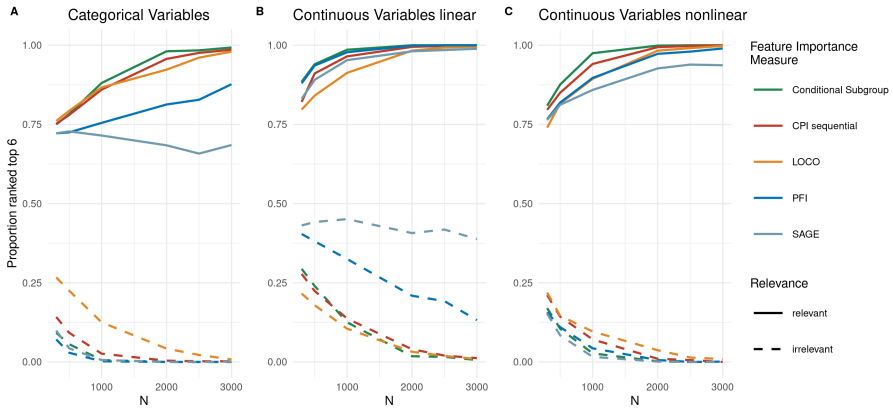 A Categorical Variables
B Continuous Variables linear
C Continuous Variables nonlinear
Proportion ranked top 6
1.00
0.75
0.50
0.25
0.00
1000 2000 3000
N
1.00
0.75
0.50
0.25
0.00
1000 2000 3000
N
1.00
0.75
0.50
0.25
0.00
1000 2000 3000
N
Feature Importance
Measure
Conditional Subgroup
CPI sequential
LOCO
PFI
SAGE
Relevance
relevant
irrelevant